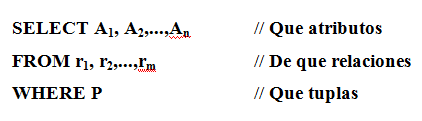 SELECT A₁, A₂,...,Aₙ // Que atributos
FROM r₁, r₂,...,rₘ // De que relaciones
WHERE P // Que tuplas